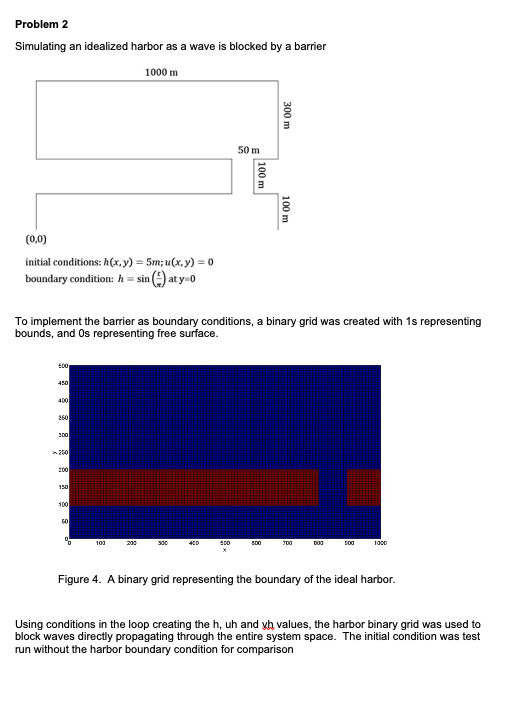 Problem 2
Simulating an idealized harbor as a wave is blocked by a barrier
1000 m
300 m
50 m
100 m
100 m
(0,0)
initial conditions: h(x, y) = 5m; u(x, y) = 0
boundary condition: h = sin(t/π) at y=0
To implement the barrier as boundary conditions, a binary grid was created with 1s representing
bounds, and 0s representing free surface.
500
450
400
350
300
y 250
200
150
100
50
0
0 100 200 300 400 500 600 700 800 900 1000
x
Figure 4. A binary grid representing the boundary of the ideal harbor.
Using conditions in the loop creating the h, uh and vh values, the harbor binary grid was used to
block waves directly propagating through the entire system space. The initial condition was test
run without the harbor boundary condition for comparison